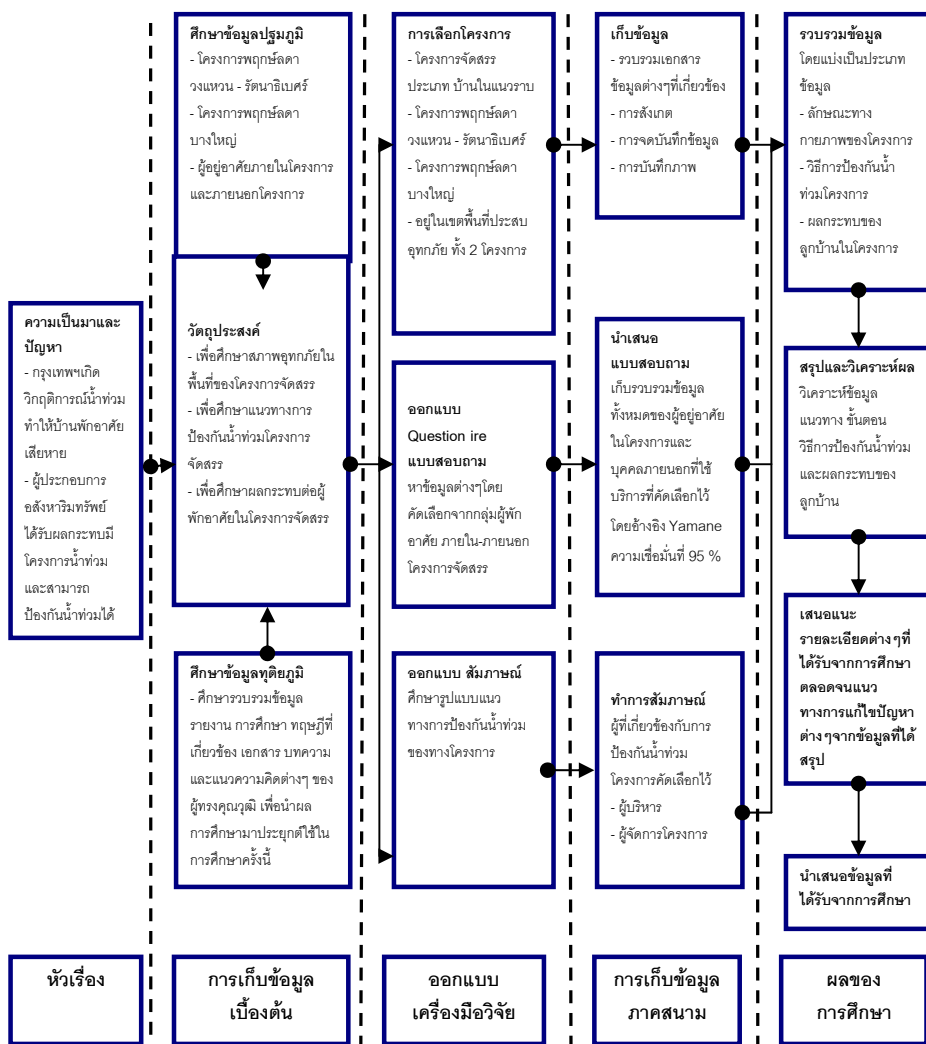 ความเป็นมาและ
ปัญหา
- กรุงเทพฯเกิด
วิกฤติการณ์น้ำท่วม
ทำให้บ้านพักอาศัย
เสียหาย
- ผู้ประกอบการ
อสังหาริมทรัพย์
ได้รับผลกระทบมี
โครงการน้ำท่วม
และสามารถ
ป้องกันน้ำท่วมได้
ศึกษาข้อมูลปฐมภูมิ
- โครงการพฤกษ์ลดา
วงแหวน - รัตนาธิเบศร์
- โครงการพฤกษ์ลดา
บางใหญ่
- ผู้อยู่อาศัยภายในโครงการ
และภายนอกโครงการ
วัตถุประสงค์
- เพื่อศึกษาสภาพอุทกภัยใน
พื้นที่ของโครงการจัดสรร
- เพื่อศึกษาแนวทางการ
ป้องกันน้ำท่วมโครงการ
จัดสรร
- เพื่อศึกษาผลกระทบต่อผู้
พักอาศัยในโครงการจัดสรร
ศึกษาข้อมูลทุติยภูมิ
- ศึกษารวบรวมข้อมูล
รายงาน การศึกษา ทฤษฎีที่
เกี่ยวข้อง เอกสาร บทความ
และแนวความคิดต่างๆ ของ
ผู้ทรงคุณวุฒิ เพื่อนำผล
การศึกษามาประยุกต์ใช้ใน
การศึกษาครั้งนี้
การเลือกโครงการ
- โครงการจัดสรร
ประเภท บ้านในแนวราบ
- โครงการพฤกษ์ลดา
วงแหวน - รัตนาธิเบศร์
- โครงการพฤกษ์ลดา
บางใหญ่
- อยู่ในเขตพื้นที่ประสบ
อุทกภัย ทั้ง 2 โครงการ
ออกแบบ
Question ire
แบบสอบถาม
หาข้อมูลต่างๆโดย
คัดเลือกจากกลุ่มผู้พัก
อาศัย ภายใน-ภายนอก
โครงการจัดสรร
ออกแบบ สัมภาษณ์
ศึกษารูปแบบแนว
ทางการป้องกันน้ำท่วม
ของทางโครงการ
เก็บข้อมูล
- รวบรวมเอกสาร
ข้อมูลต่างๆที่เกี่ยวข้อง
- การสังเกต
- การจดบันทึกข้อมูล
- การบันทึกภาพ
นำเสนอ
แบบสอบถาม
เก็บรวบรวมข้อมูล
ทั้งหมดของผู้อยู่อาศัย
ในโครงการและ
บุคคลภายนอกที่ใช้
บริการที่คัดเลือกไว้
โดยอ้างอิง Yamane
ความเชื่อมั่นที่ 95 %
ทำการสัมภาษณ์
ผู้ที่เกี่ยวข้องกับการ
ป้องกันน้ำท่วม
โครงการคัดเลือกไว้
- ผู้บริหาร
- ผู้จัดการโครงการ
รวบรวมข้อมูล
โดยแบ่งเป็นประเภท
ข้อมูล
- ลักษณะทาง
กายภาพของโครงการ
- วิธีการป้องกันน้ำ
ท่วมโครงการ
- ผลกระทบของ
ลูกบ้านในโครงการ
สรุปและวิเคราะห์ผล
วิเคราะห์ข้อมูล
แนวทาง ขั้นตอน
วิธีการป้องกันน้ำท่วม
และผลกระทบของ
ลูกบ้าน
เสนอแนะ
รายละเอียดต่างๆที่
ได้รับจากการศึกษา
ตลอดจนแนว
ทางการแก้ไขปัญหา
ต่างๆจากข้อมูลที่ได้
สรุป
นำเสนอข้อมูลที่
ได้รับจากการศึกษา
หัวเรื่อง
การเก็บข้อมูล
เบื้องต้น
ออกแบบ
เครื่องมือวิจัย
การเก็บข้อมูล
ภาคสนาม
ผลของ
การศึกษา